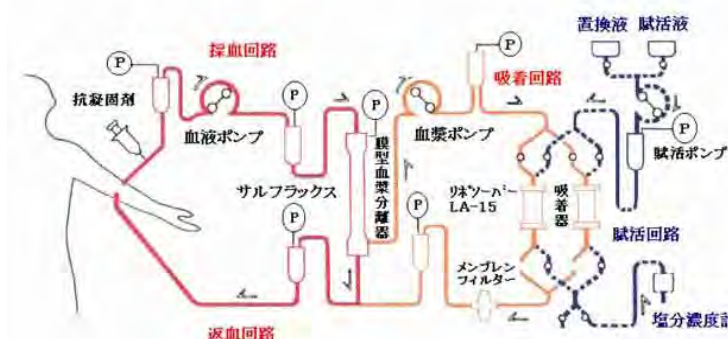 採血回路
置換液 賦活液
P
P
吸着回路
抗凝固剤
血液ポンプ
P
P
血漿ポンプ
P
賦活ポンプ
サルフラックス
膜型血漿分離器
リポソーバー
LA-15
吸着器
P
P
賦活回路
メンブレン
フィルター
塩分濃度計
返血回路